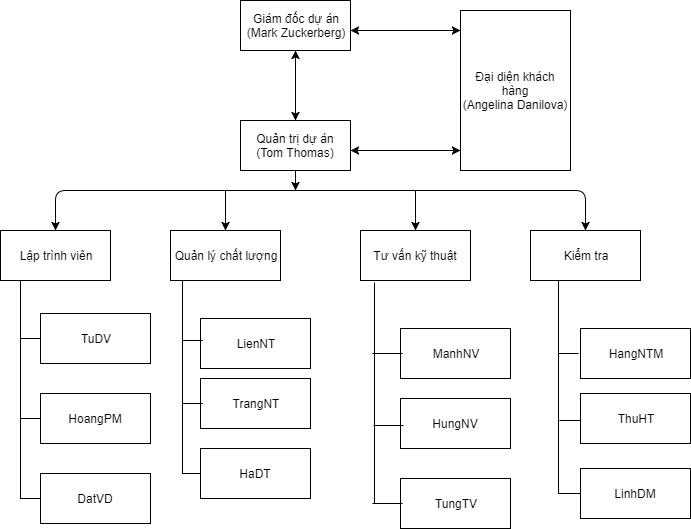 Giám đốc dự án
(Mark Zuckerberg)
Đại diện khách
hàng
(Angelina Danilova)
Quản trị dự án
(Tom Thomas)
Lập trình viên
Quản lý chất lượng
Tư vấn kỹ thuật
Kiểm tra
TuDV
LienNT
ManhNV
HangNTM
HoangPM
TrangNT
HungNV
ThuHT
DatVD
HaDT
TungTV
LinhDM